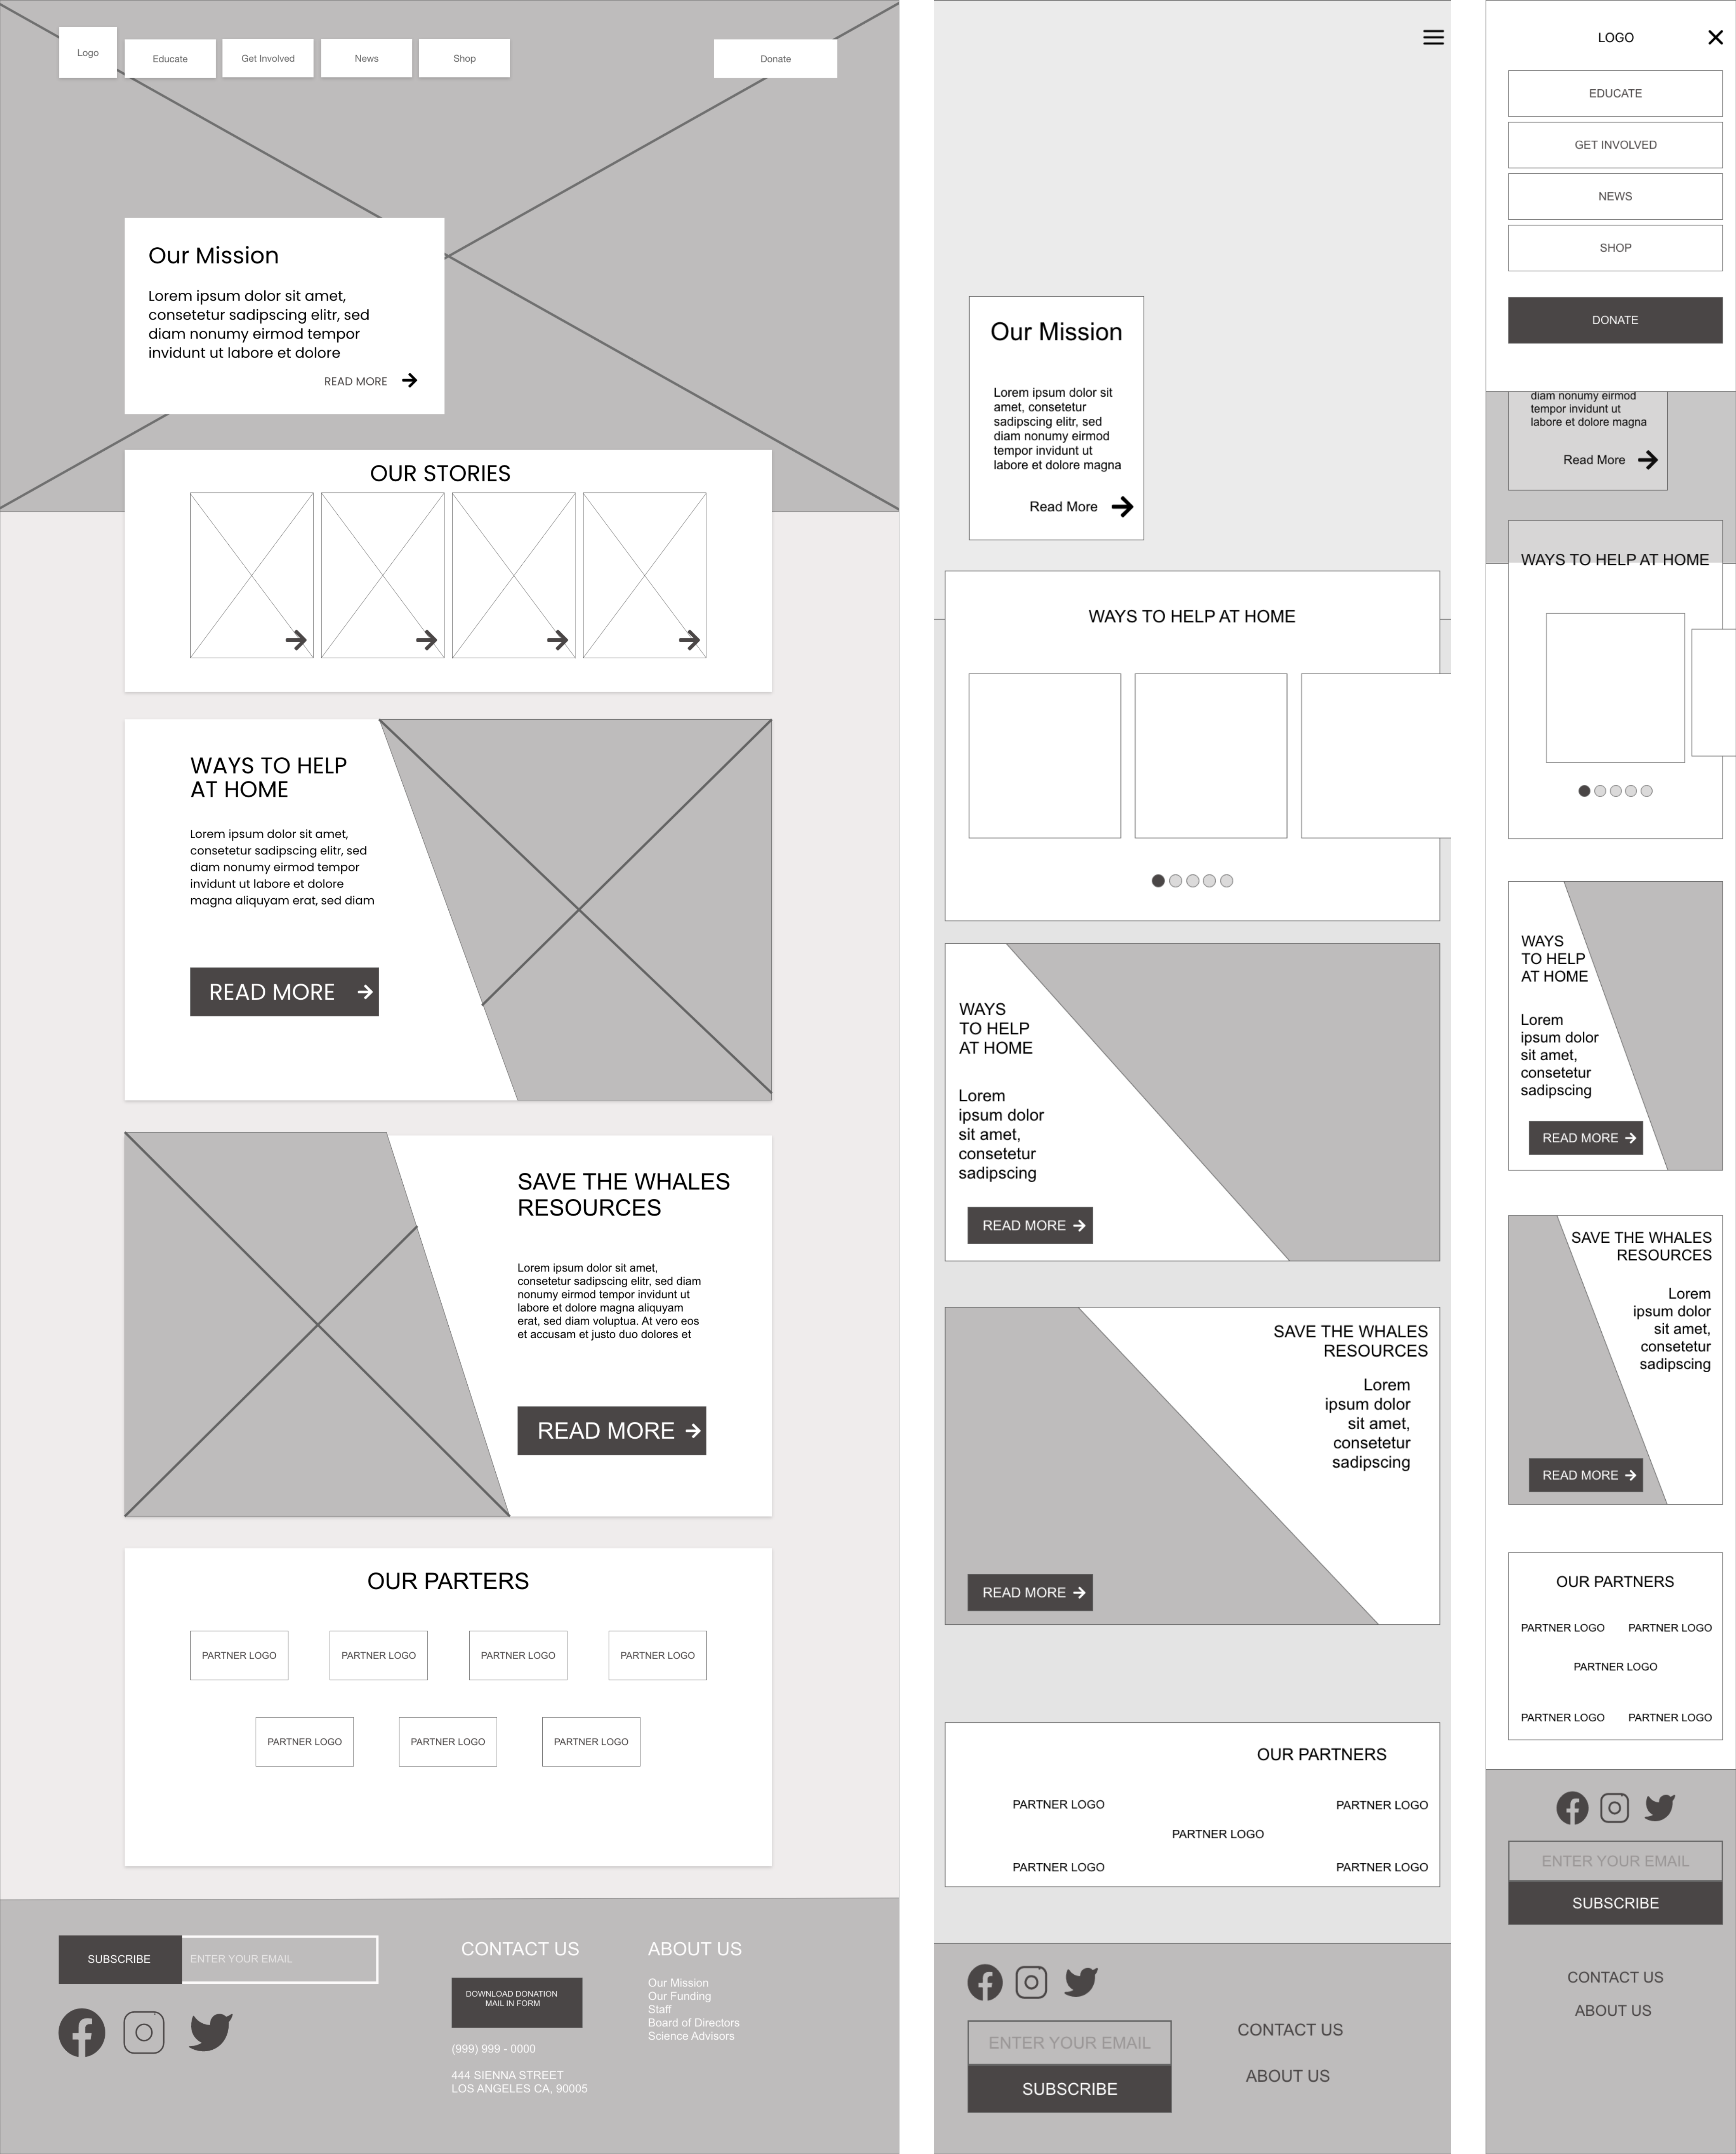 Logo
Educate
Get Involved
News
Shop
Donate
Our Mission
Lorem ipsum dolor sit amet,
consetetur sadipscing elitr, sed
diam nonumy eirmod tempor
invidunt ut labore et dolore
READ MORE
OUR STORIES
WAYS TO HELP
AT HOME
Lorem ipsum dolor sit amet,
consetetur sadipscing elitr, sed
diam nonumy eirmod tempor
invidunt ut labore et dolore
magna aliquyam erat, sed diam
READ MORE
SAVE THE WHALES
RESOURCES
Lorem ipsum dolor sit amet,
consetetur sadipscing elitr, sed diam
nonumy eirmod tempor invidunt ut
labore et dolore magna aliquyam
erat, sed diam voluptua. At vero eos
et accusam et justo duo dolores et
READ MORE
OUR PARTERS
PARTNER LOGO
PARTNER LOGO
PARTNER LOGO
PARTNER LOGO
PARTNER LOGO
PARTNER LOGO
PARTNER LOGO
SUBSCRIBE
ENTER YOUR EMAIL
CONTACT US
DOWNLOAD DONATION
MAIL IN FORM
(999) 999 - 0000
444 SIENNA STREET
LOS ANGELES CA, 90005
ABOUT US
Our Mission
Our Funding
Staff
Board of Directors
Science Advisors
Our Mission
Lorem ipsum dolor sit
amet, consetetur
sadipscing elitr, sed
diam nonumy eirmod
tempor invidunt ut
labore et dolore magna
Read More
WAYS TO HELP AT HOME
WAYS
TO HELP
AT HOME
Lorem
ipsum dolor
sit amet,
consetetur
sadipscing
READ MORE
SAVE THE WHALES
RESOURCES
Lorem
ipsum dolor
sit amet,
consetetur
sadipscing
READ MORE
OUR PARTNERS
PARTNER LOGO
PARTNER LOGO
PARTNER LOGO
PARTNER LOGO
PARTNER LOGO
ENTER YOUR EMAIL
SUBSCRIBE
CONTACT US
ABOUT US
LOGO
EDUCATE
GET INVOLVED
NEWS
SHOP
DONATE
diam nonumy eirmod
tempor invidunt ut
labore et dolore magna
Read More
WAYS TO HELP AT HOME
WAYS
TO HELP
AT HOME
Lorem
ipsum dolor
sit amet,
consetetur
sadipscing
READ MORE
SAVE THE WHALES
RESOURCES
Lorem
ipsum dolor
sit amet,
consetetur
sadipscing
READ MORE
OUR PARTNERS
PARTNER LOGO
PARTNER LOGO
PARTNER LOGO
PARTNER LOGO
PARTNER LOGO
ENTER YOUR EMAIL
SUBSCRIBE
CONTACT US
ABOUT US